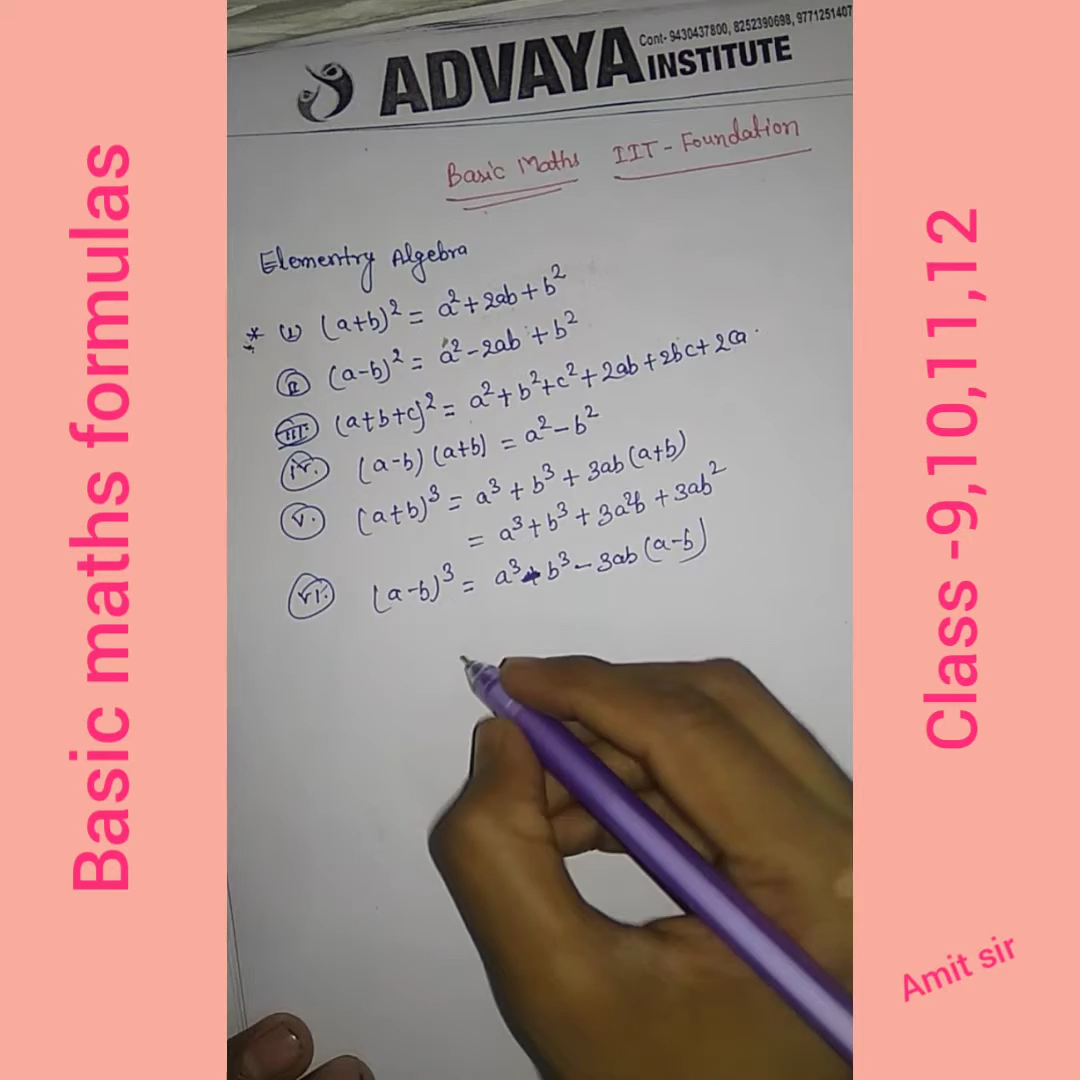 Basic maths formulas
Cont- 9430437800, 8252390698, 9771251407
ADVAYA INSTITUTE
Basic Maths IIT - Foundation
Elementry Algebra
* (i) (a+b)² = a² + 2ab + b²
(ii) (a-b)² = a² - 2ab + b²
(iii) (a+b+c)² = a² + b² + c² + 2ab + 2bc + 2ca.
iv. (a-b) (a+b) = a² - b²
v. (a+b)³ = a³ + b³ + 3ab (a+b)
= a³ + b³ + 3a²b + 3ab²
vi. (a-b)³ = a³ - b³ - 3ab (a-b)
Class -9,10,11,12
Amit sir